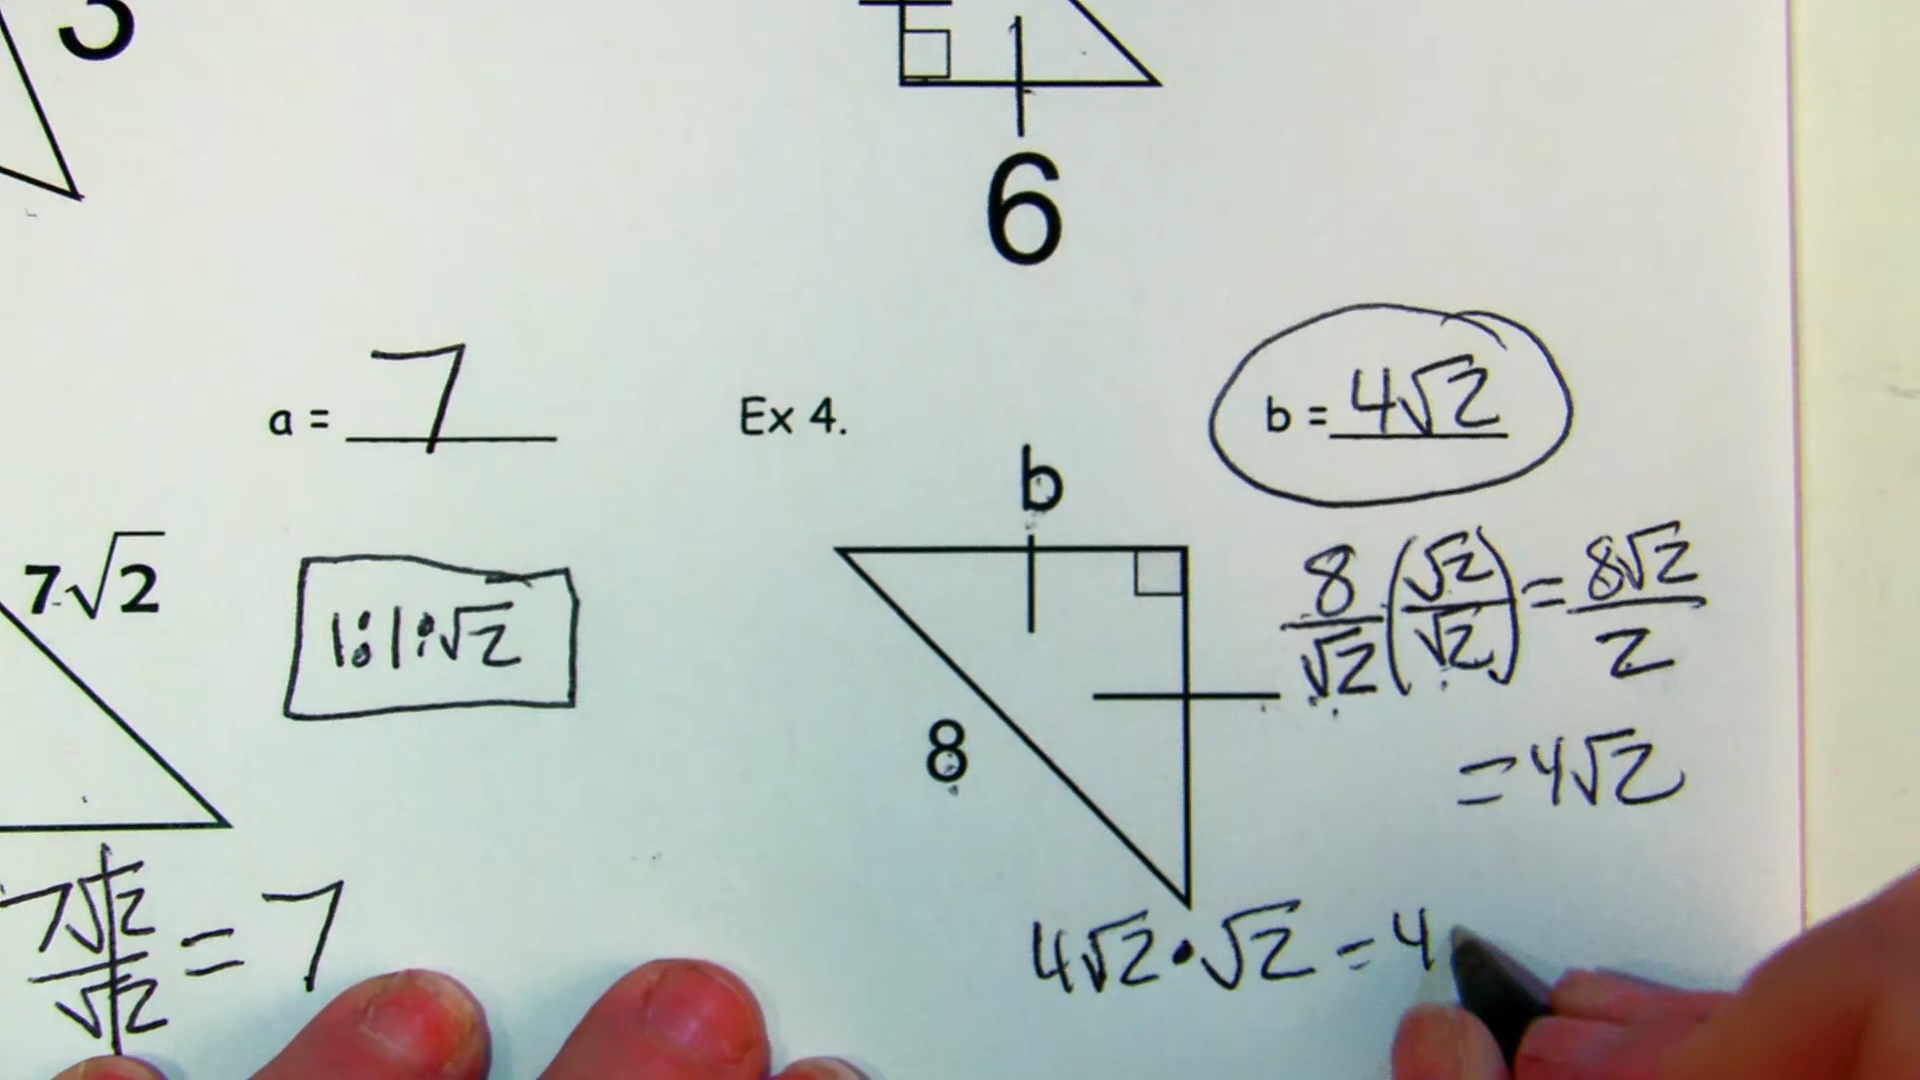 3
6
a = 7
Ex 4.
b = 4√2
b
7√2
1:1:√2
8/√2 (√2/√2) = 8√2/2
= 4√2
8
7√2/√2 = 7
4√2 • √2 = 4